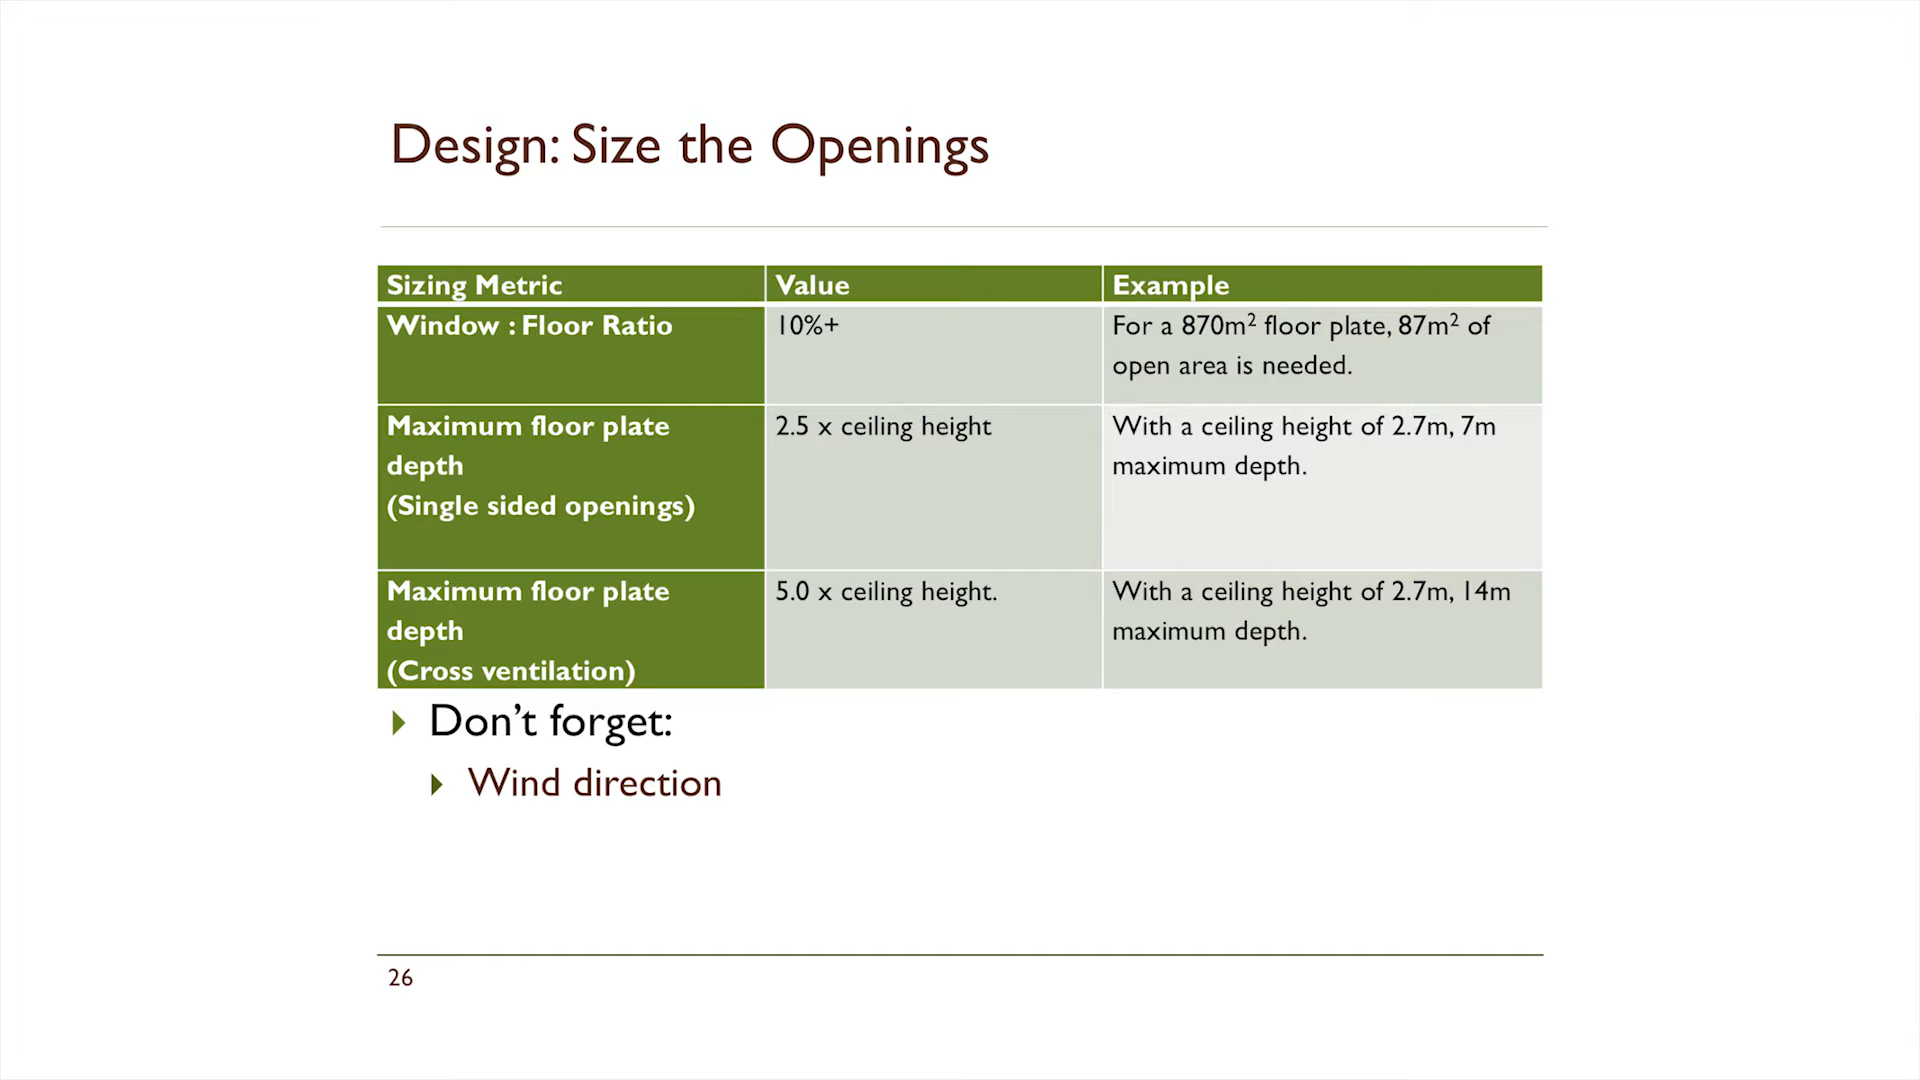 Design: Size the Openings
Sizing Metric
Value
Example
Window : Floor Ratio
10%+
For a 870m² floor plate, 87m² of
open area is needed.
Maximum floor plate
depth
(Single sided openings)
2.5 x ceiling height
With a ceiling height of 2.7m, 7m
maximum depth.
Maximum floor plate
depth
(Cross ventilation)
5.0 x ceiling height.
With a ceiling height of 2.7m, 14m
maximum depth.
Don’t forget:
Wind direction
26